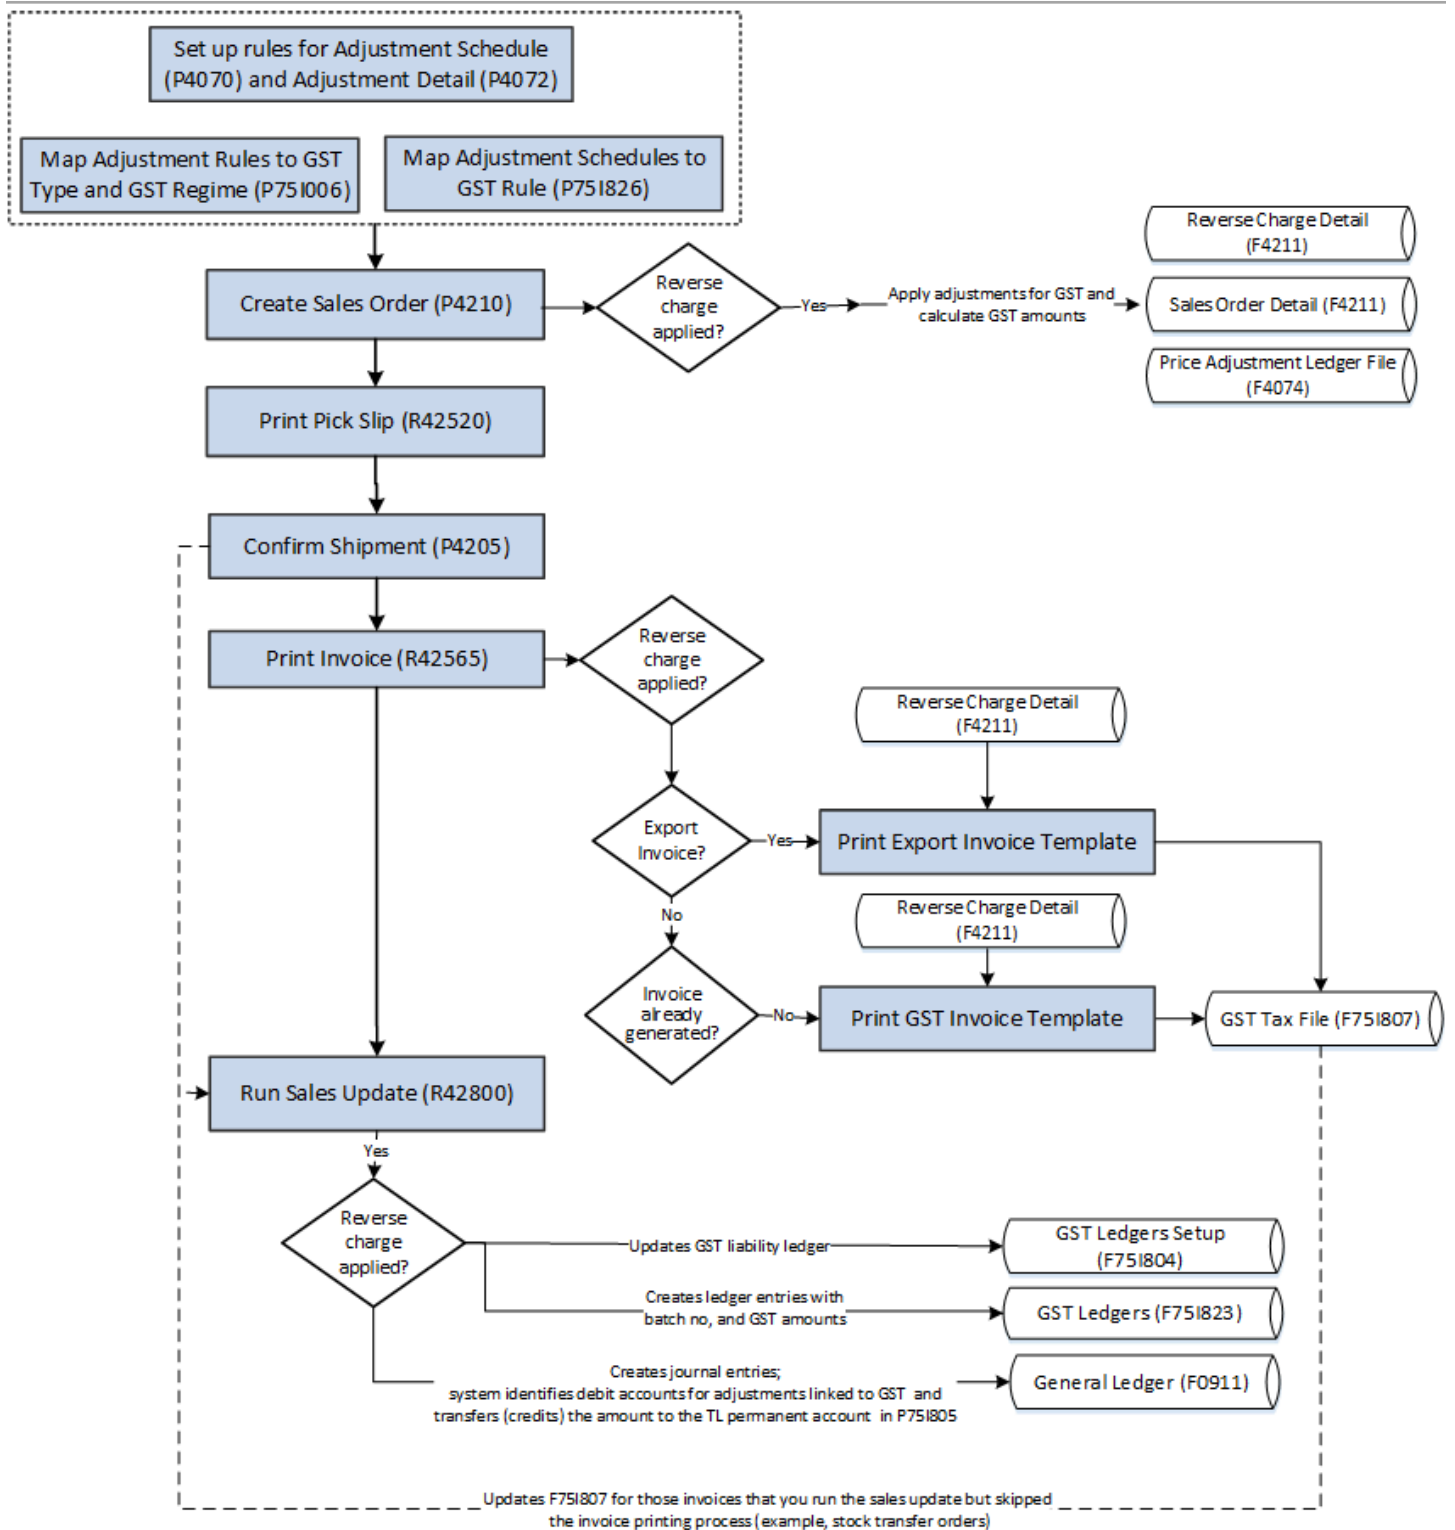 Set up rules for Adjustment Schedule
(P4070) and Adjustment Detail (P4072)
Map Adjustment Rules to GST
Type and GST Regime (P75I006)
Map Adjustment Schedules to
GST Rule (P75I826)
Create Sales Order (P4210)
Reverse
charge
applied?
Yes
Apply adjustments for GST and
calculate GST amounts
Reverse Charge Detail
(F4211)
Sales Order Detail (F4211)
Price Adjustment Ledger File
(F4074)
Print Pick Slip (R42520)
Confirm Shipment (P4205)
Print Invoice (R42565)
Reverse
charge
applied?
Reverse Charge Detail
(F4211)
Export
Invoice?
Yes
Print Export Invoice Template
No
Reverse Charge Detail
(F4211)
Invoice
already
generated?
No
Print GST Invoice Template
GST Tax File (F75I807)
Run Sales Update (R42800)
Yes
Reverse
charge
applied?
Updates GST liability ledger
GST Ledgers Setup
(F75I804)
Creates ledger entries with
batch no, and GST amounts
GST Ledgers (F75I823)
Creates journal entries;
system identifies debit accounts for adjustments linked to GST and
transfers (credits) the amount to the TL permanent account in P75I805
General Ledger (F0911)
Updates F75I807 for those invoices that you run the sales update but skipped
the invoice printing process (example, stock transfer orders)